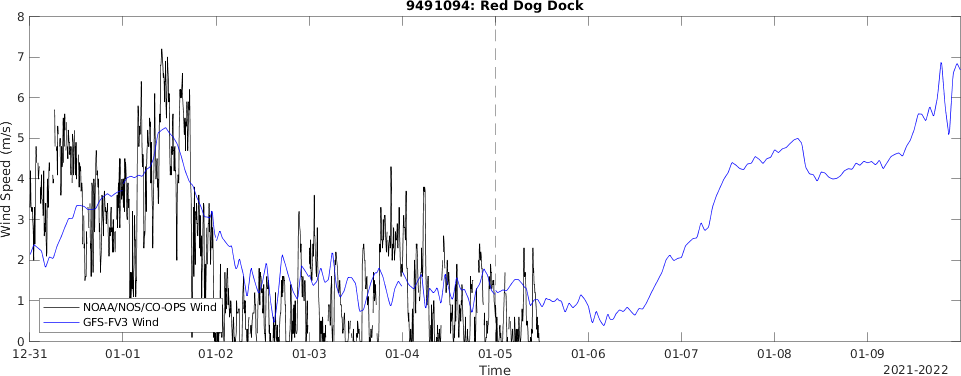 9491094: Red Dog Dock
8
7
6
5
4
3
2
1
0
Wind Speed (m/s)
NOAA/NOS/CO-OPS Wind
GFS-FV3 Wind
12-31 01-01 01-02 01-03 01-04 01-05 01-06 01-07 01-08 01-09
Time
2021-2022